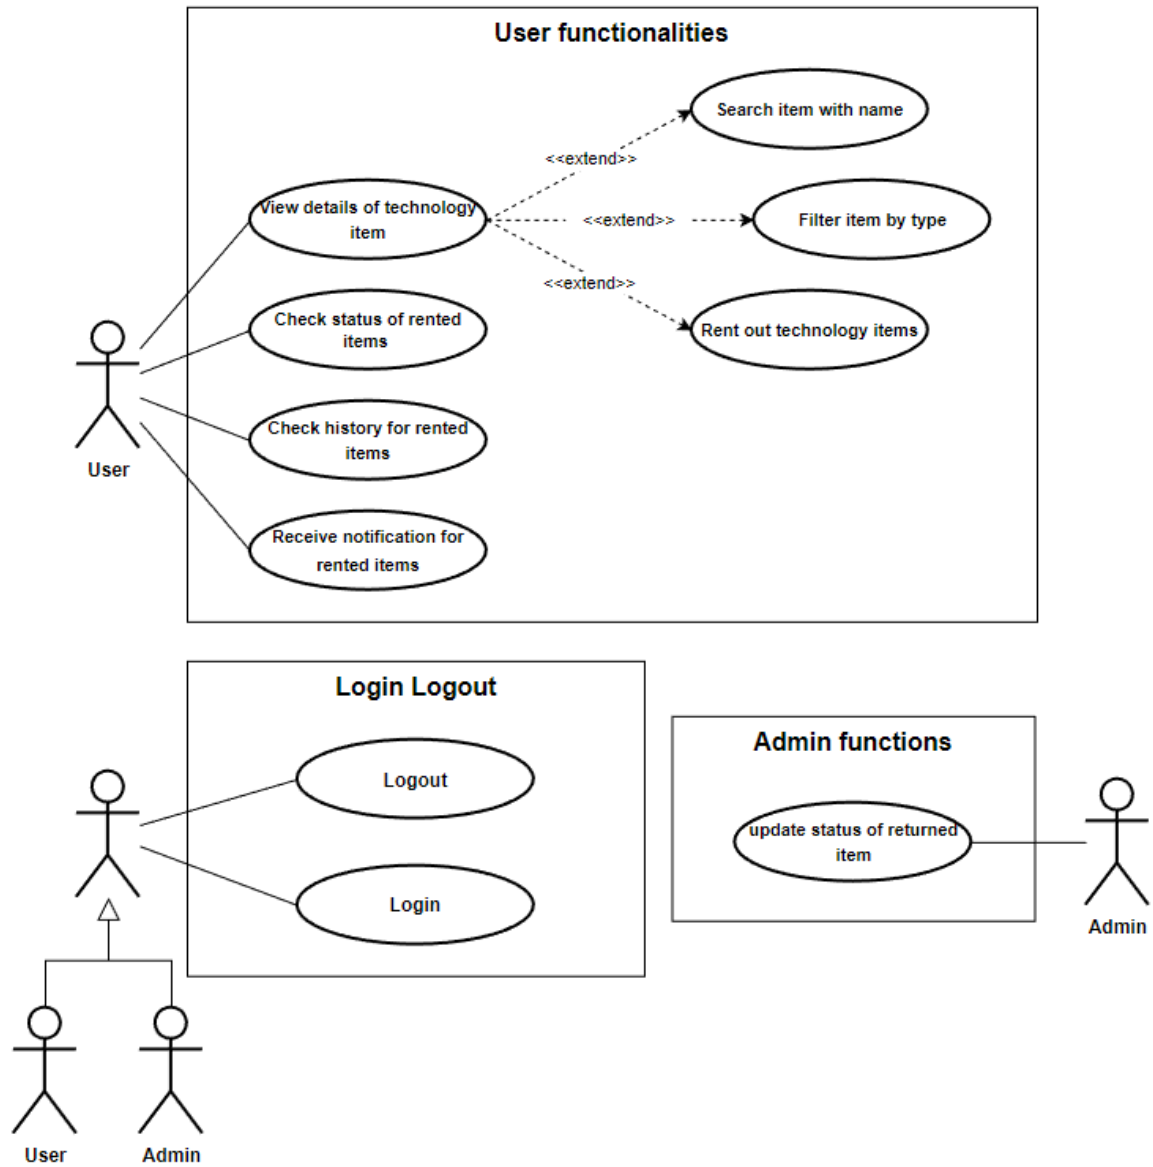 User functionalities
Search item with name
<<extend>>
View details of technology
item
<<extend>>
Filter item by type
<<extend>>
Check status of rented
items
Rent out technology items
Check history for rented
items
User
Receive notification for
rented items
Login Logout
Logout
Login
Admin functions
update status of returned
item
Admin
User
Admin